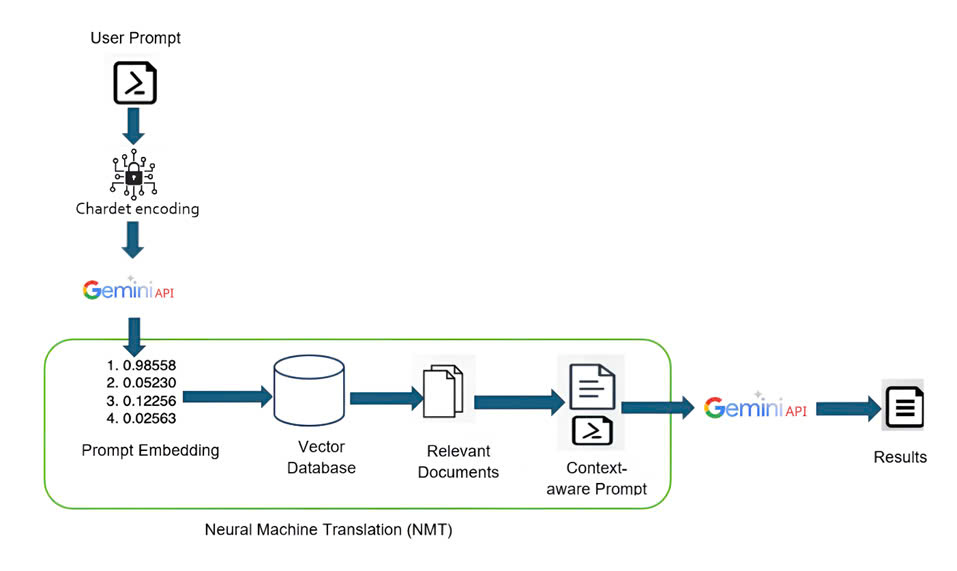 User Prompt
Chardet encoding
Gemini API
1. 0.98558
2. 0.05230
3. 0.12256
4. 0.02563
Prompt Embedding
Vector
Database
Relevant
Documents
Context-
aware Prompt
Gemini API
Results
Neural Machine Translation (NMT)